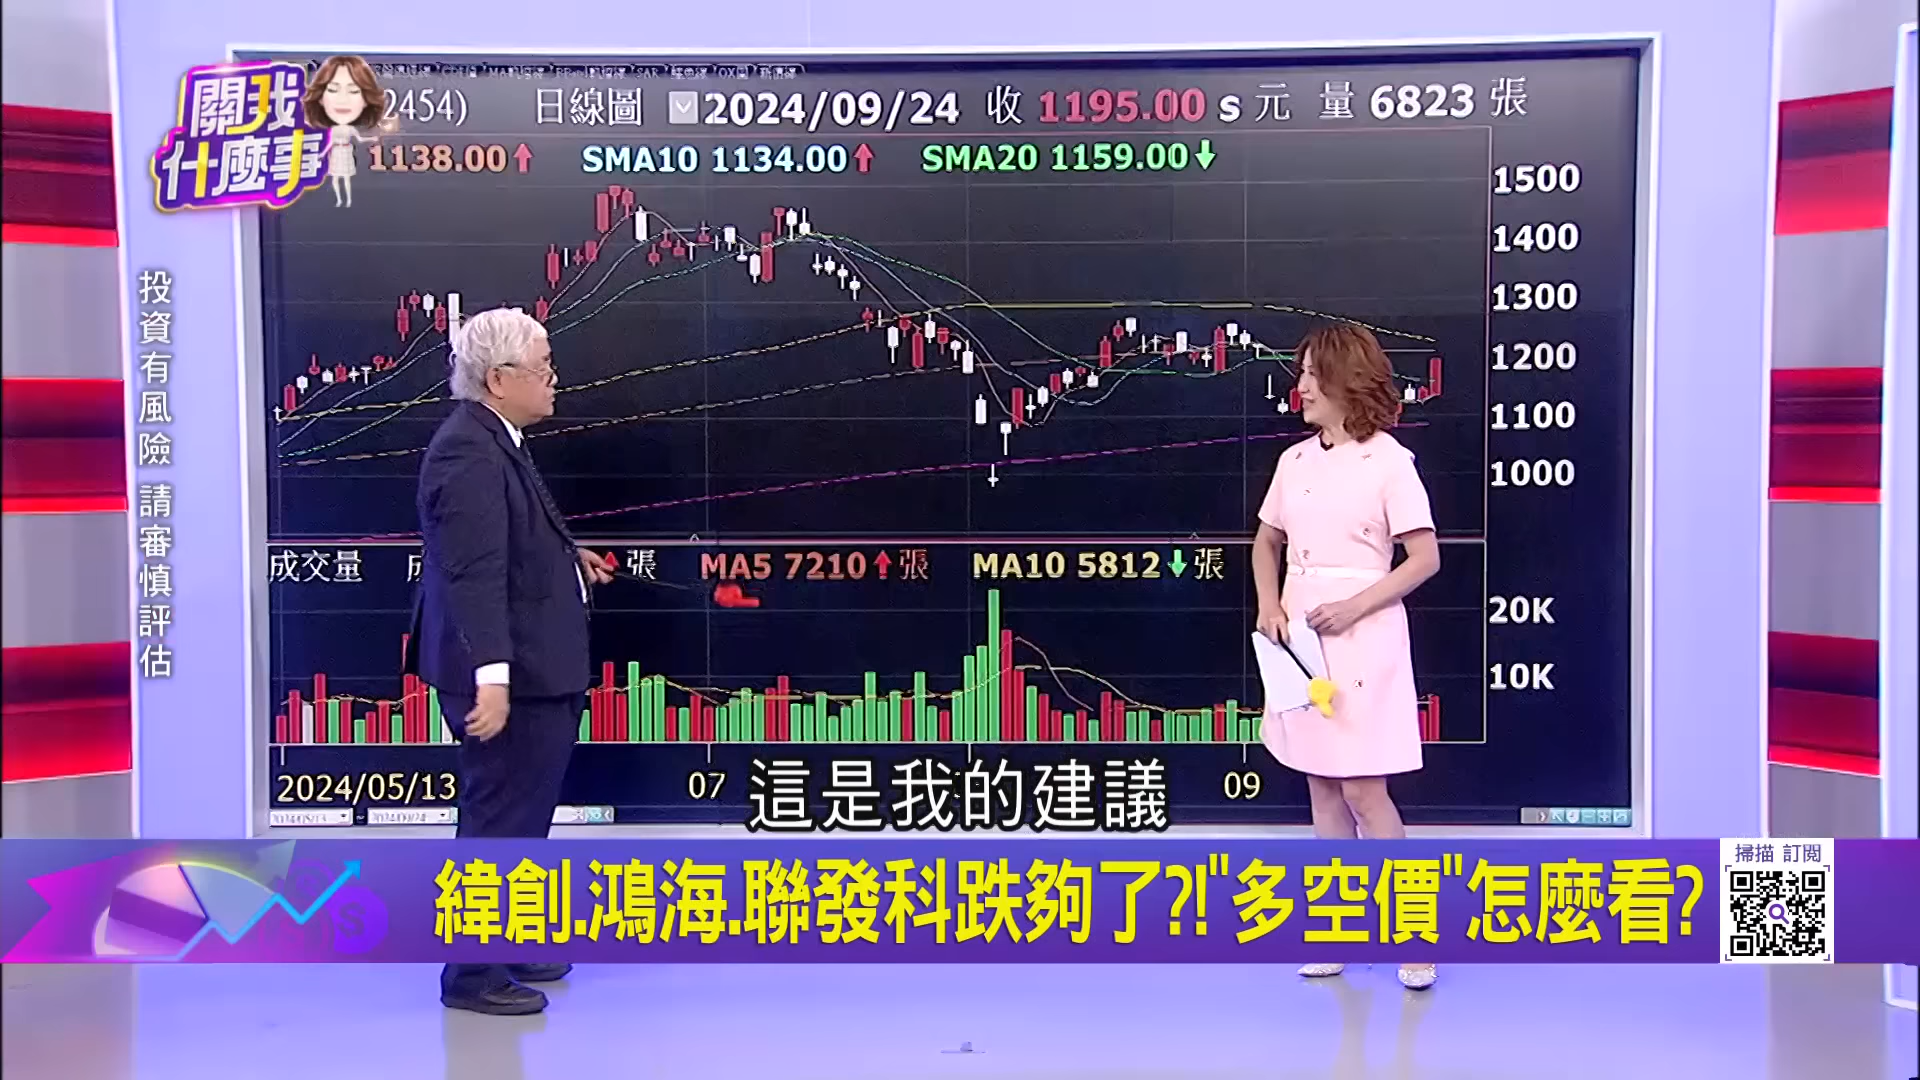 關我
什麼事
2454) 日線圖 2024/09/24 收 1195.00 s 元 量 6823 張
1138.00↑ SMA10 1134.00↑ SMA20 1159.00↓
1500
1400
1300
1200
1100
1000
投資有風險 請審慎評估
成交量 張 MA5 7210↑張 MA10 5812↓張
20K
10K
2024/05/13 07 09
這是我的建議
掃描 訂閱
緯創.鴻海.聯發科跌夠了?!"多空價"怎麼看?